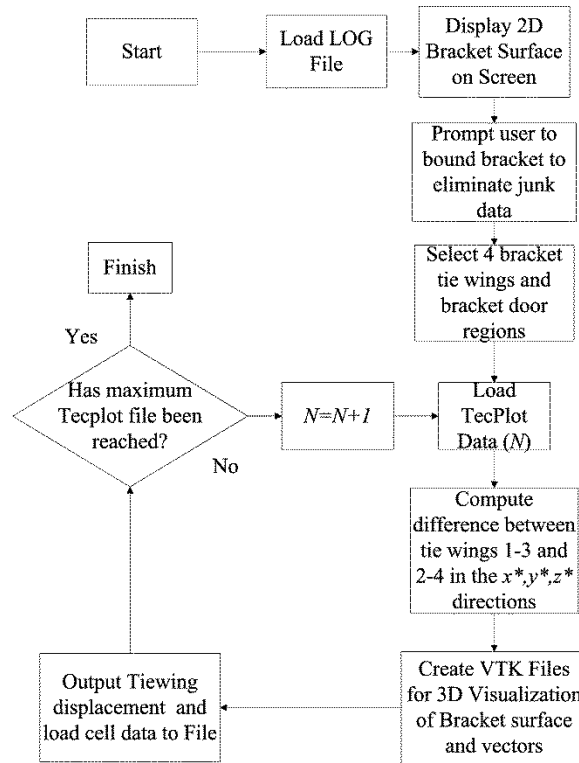 Start
Load LOG
File
Display 2D
Bracket Surface
on Screen
Prompt user to
bound bracket to
eliminate junk
data
Select 4 bracket
tie wings and
bracket door
regions
Load
TecPlot
Data (N)
Compute
difference between
tie wings 1-3 and
2-4 in the x*,y*,z*
directions
Create VTK Files
for 3D Visualization
of Bracket surface
and vectors
Output Tiewing
displacement and
load cell data to File
Has maximum
Tecplot file been
reached?
Yes
Finish
No
N=N+1